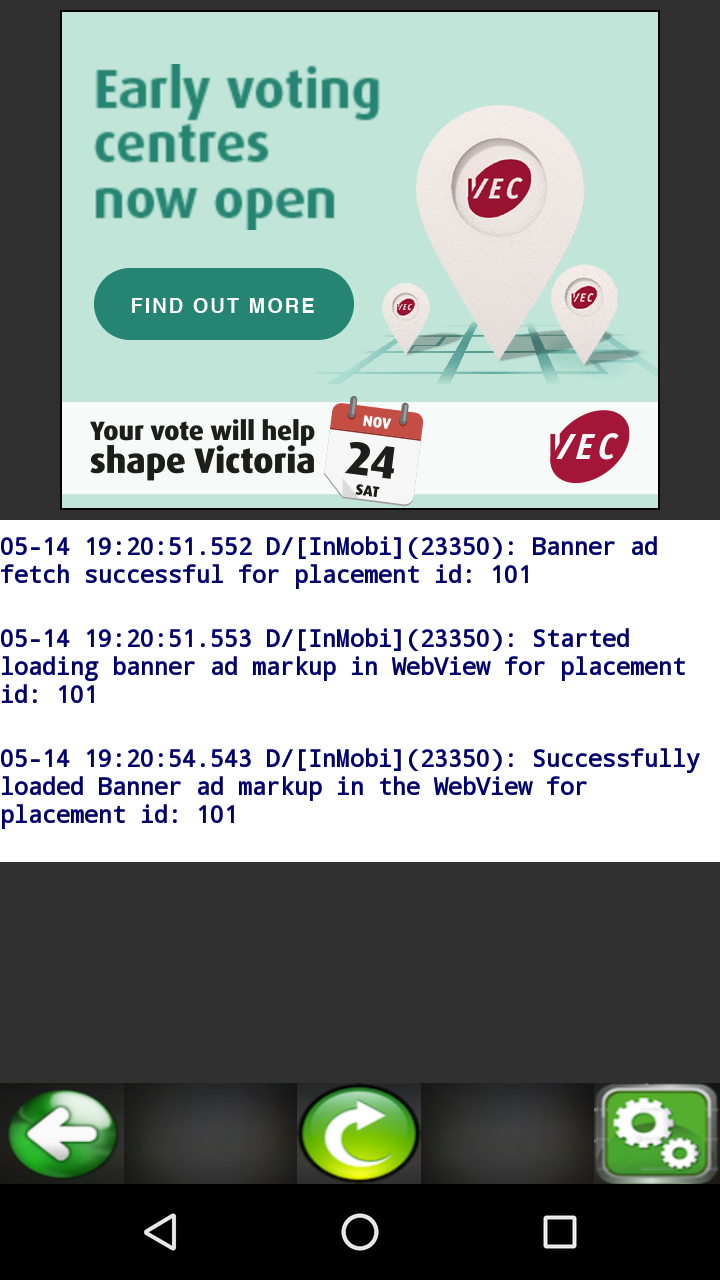 Early voting
centres
now open
VEC
VEC
VEC
FIND OUT MORE
Your vote will help
shape Victoria
NOV
24
SAT
VEC
05-14 19:20:51.552 D/[InMobi](23350): Banner ad
fetch successful for placement id: 101
05-14 19:20:51.553 D/[InMobi](23350): Started
loading banner ad markup in WebView for placement
id: 101
05-14 19:20:54.543 D/[InMobi](23350): Successfully
loaded Banner ad markup in the WebView for
placement id: 101